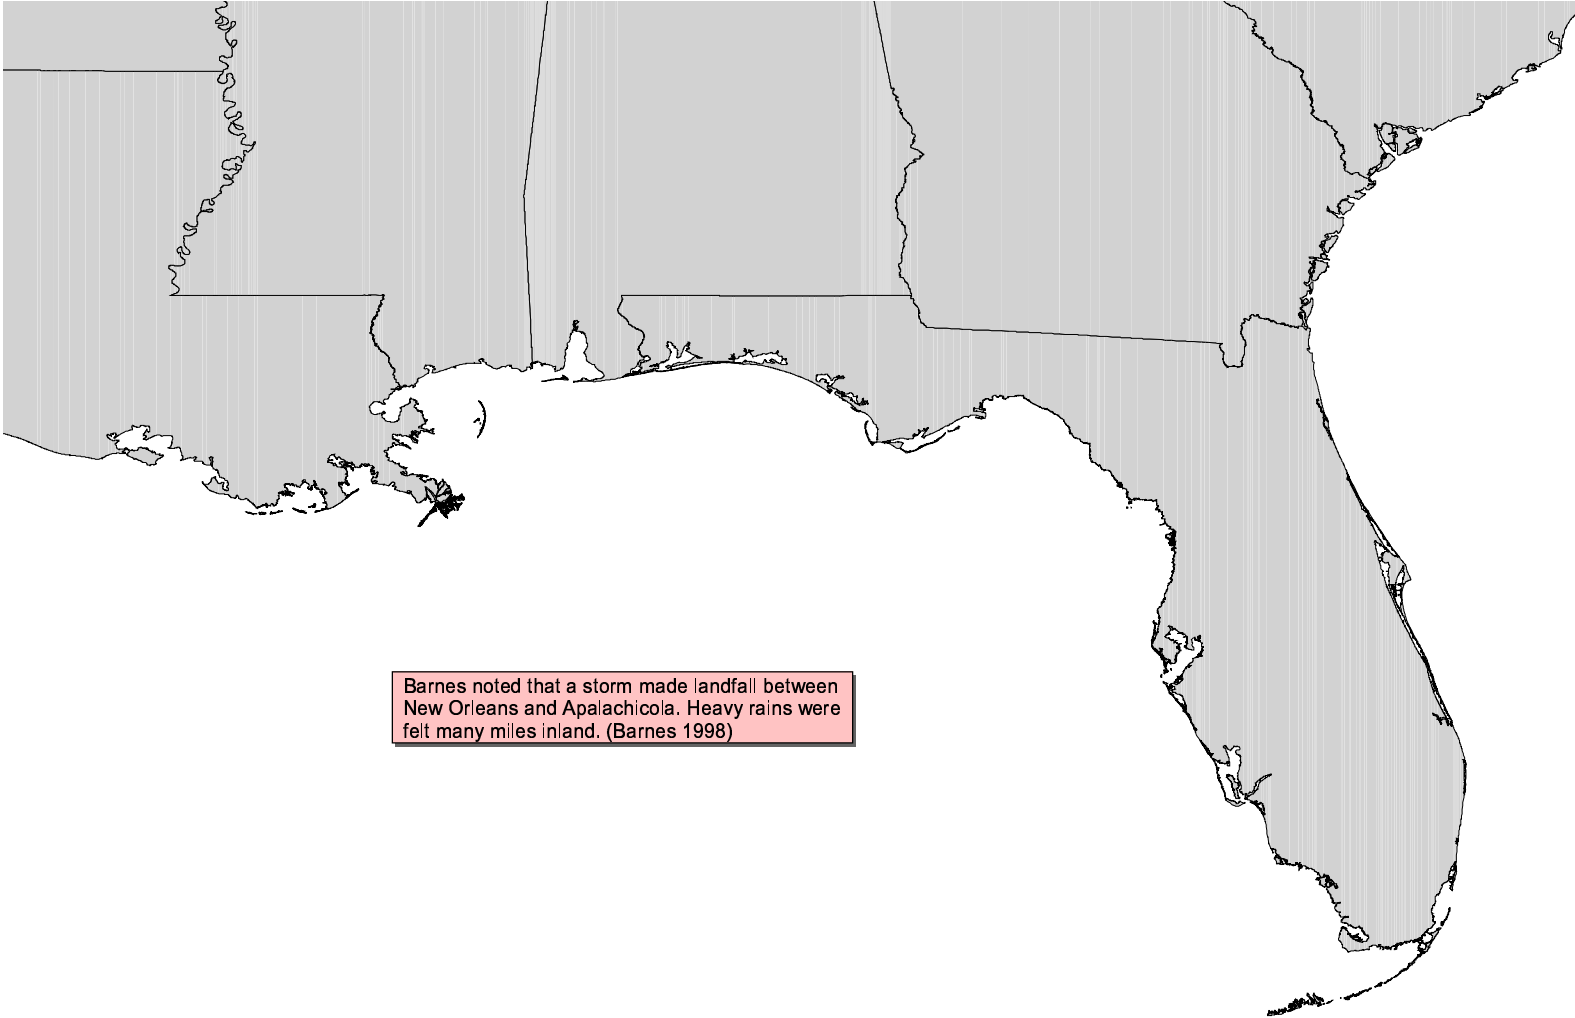 Barnes noted that a storm made landfall between
New Orleans and Apalachicola. Heavy rains were
felt many miles inland. (Barnes 1998)